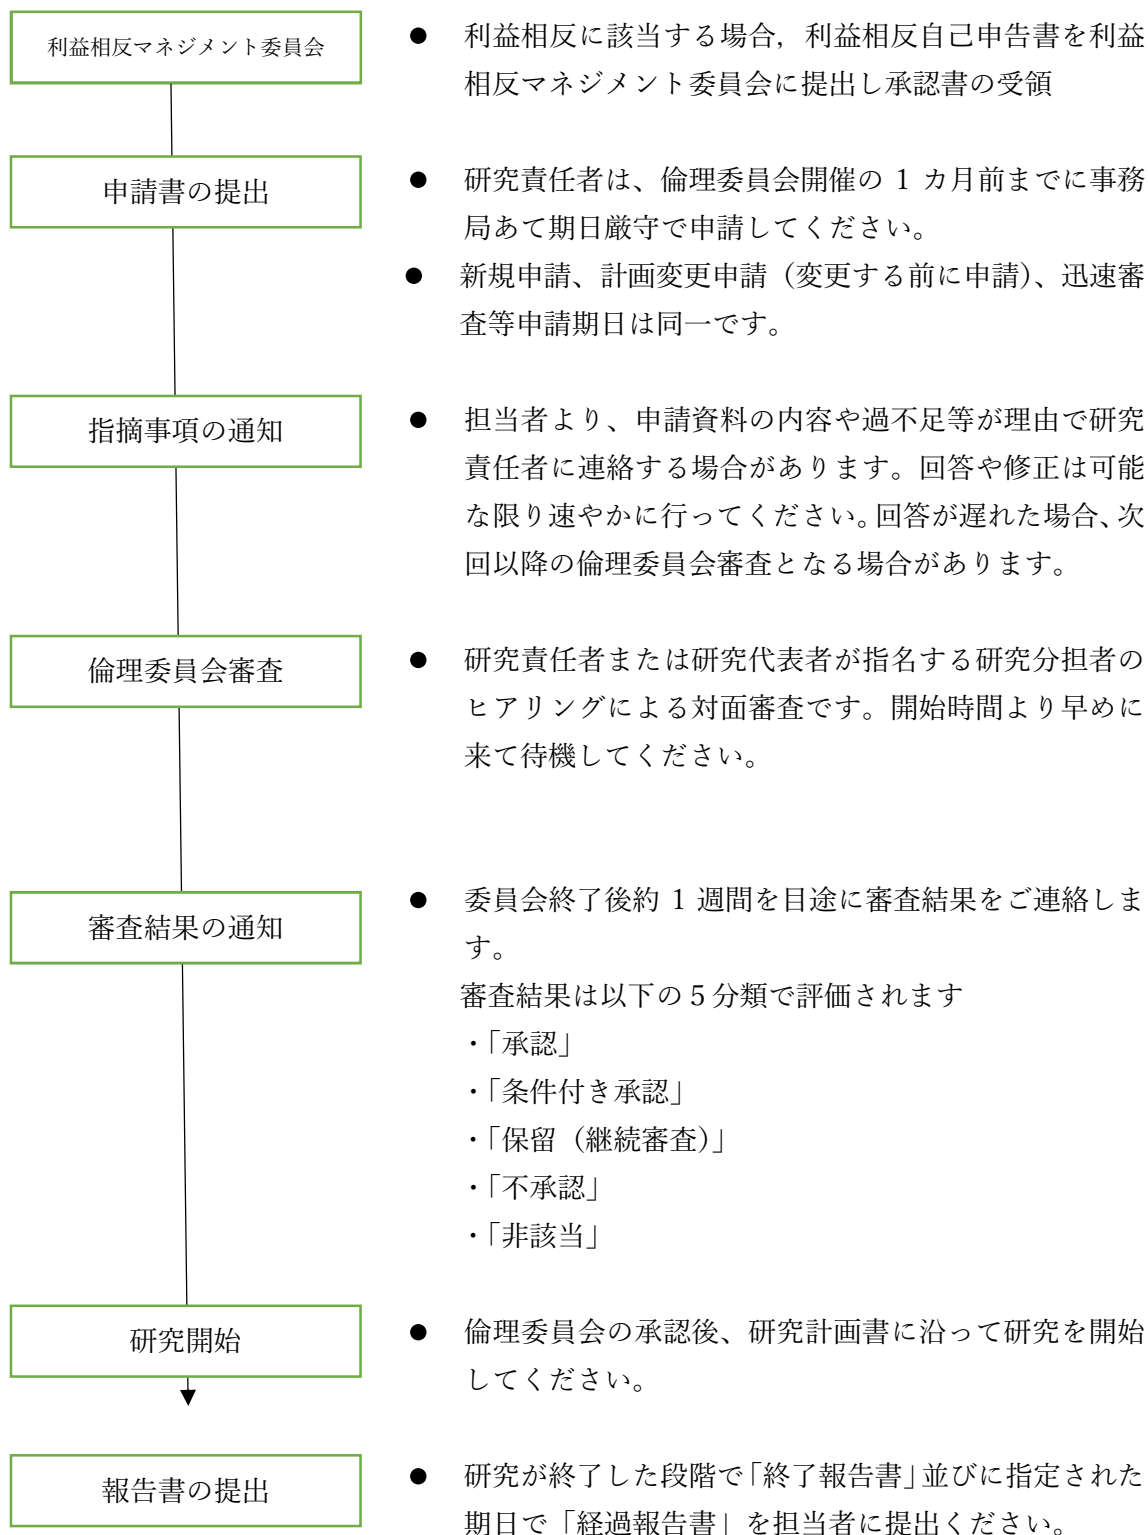 利益相反マネジメント委員会
● 利益相反に該当する場合，利益相反自己申告書を利益
相反マネジメント委員会に提出し承認書の受領
申請書の提出
● 研究責任者は、倫理委員会開催の 1 カ月前までに事務
局あて期日厳守で申請してください。
● 新規申請、計画変更申請（変更する前に申請）、迅速審
査等申請期日は同一です。
指摘事項の通知
● 担当者より、申請資料の内容や過不足等が理由で研究
責任者に連絡する場合があります。回答や修正は可能
な限り速やかに行ってください。回答が遅れた場合、次
回以降の倫理委員会審査となる場合があります。
倫理委員会審査
● 研究責任者または研究代表者が指名する研究分担者の
ヒアリングによる対面審査です。開始時間より早めに
来て待機してください。
審査結果の通知
● 委員会終了後約 1 週間を目途に審査結果をご連絡しま
す。
審査結果は以下の５分類で評価されます
・「承認」
・「条件付き承認」
・「保留（継続審査）」
・「不承認」
・「非該当」
研究開始
● 倫理委員会の承認後、研究計画書に沿って研究を開始
してください。
報告書の提出
● 研究が終了した段階で「終了報告書」並びに指定された
期日で「経過報告書」を担当者に提出ください。